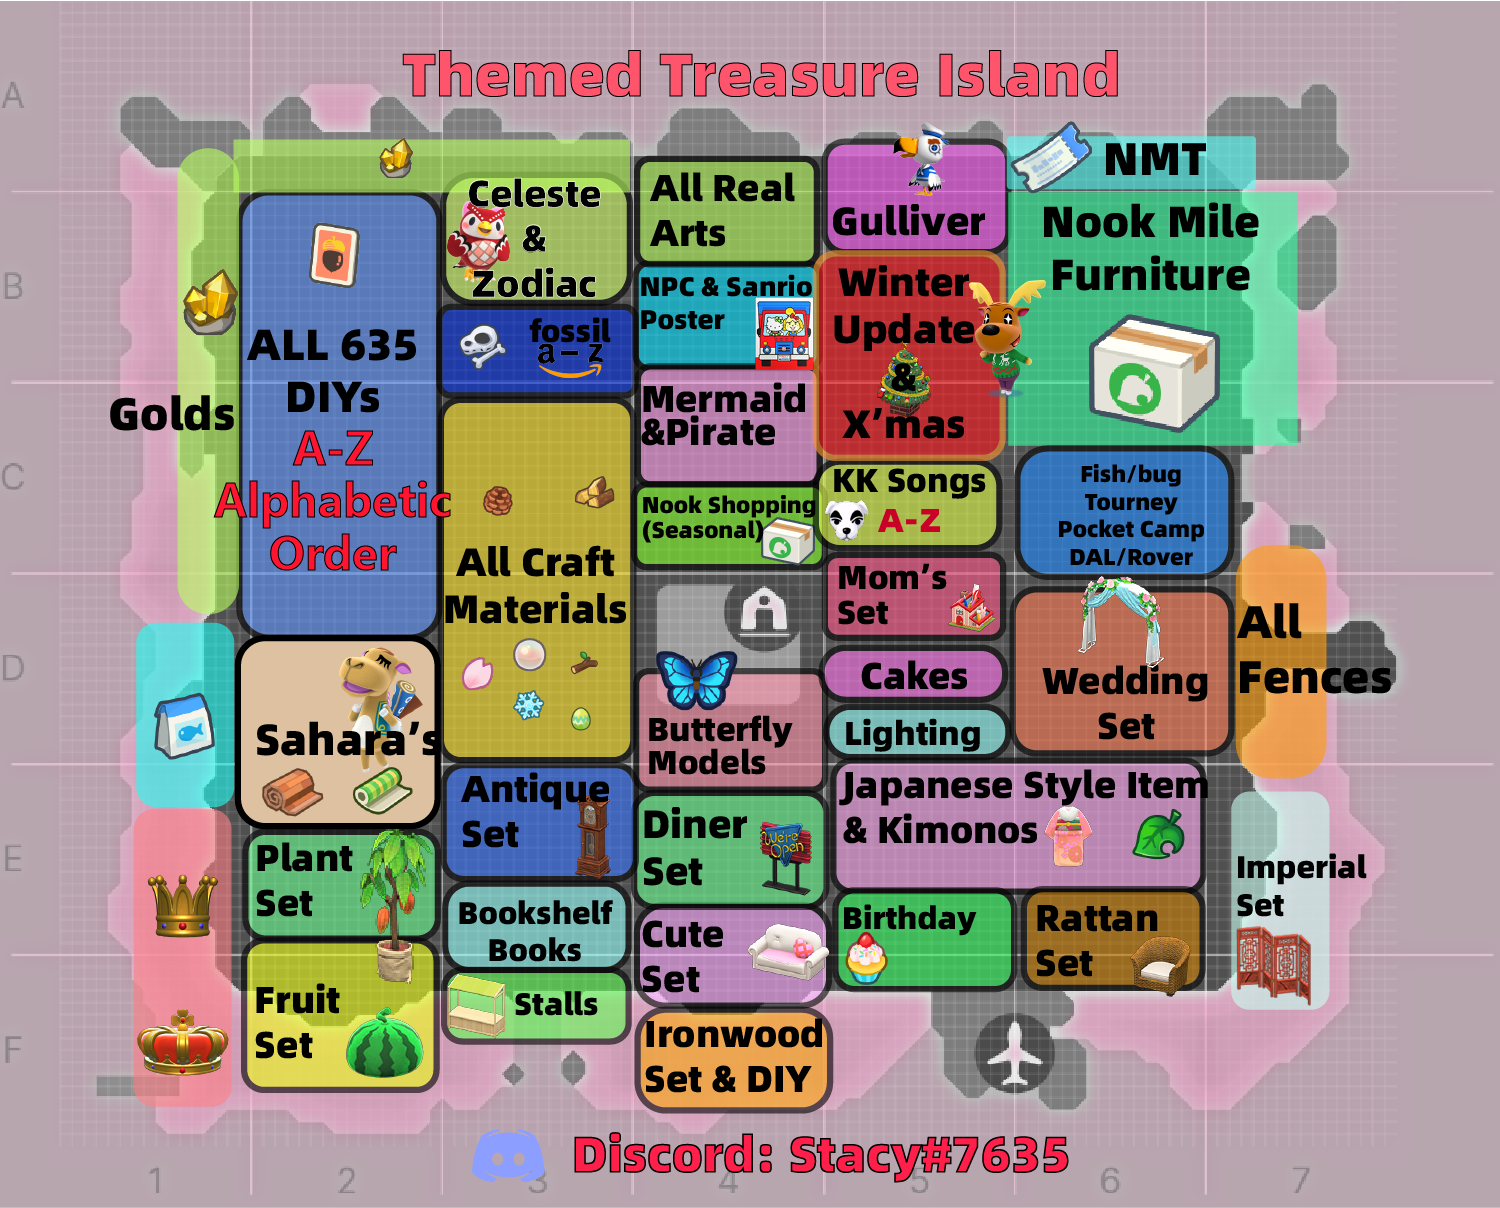 Themed Treasure Island
A
B
C
D
E
F
Golds
ALL 635
DIYs
A-Z
Alphabetic
Order
Sahara's
Plant
Set
Fruit
Set
Celeste
&
Zodiac
fossil
a-z
All Craft
Materials
Antique
Set
Bookshelf
Books
Stalls
All Real
Arts
NPC & Sanrio
Poster
Mermaid
&Pirate
Nook Shopping
(Seasonal)
Butterfly
Models
Diner
Set
We're
Open
Cute
Set
Ironwood
Set & DIY
Gulliver
Winter
Update
&
X'mas
KK Songs
A-Z
Mom's
Set
Cakes
Lighting
Japanese Style Item
& Kimonos
Birthday
Rattan
Set
NMT
Nook Mile
Furniture
Fish/bug
Tourney
Pocket Camp
DAL/Rover
Wedding
Set
All
Fences
Imperial
Set
Discord: Stacy#7635
1
2
3
4
5
6
7